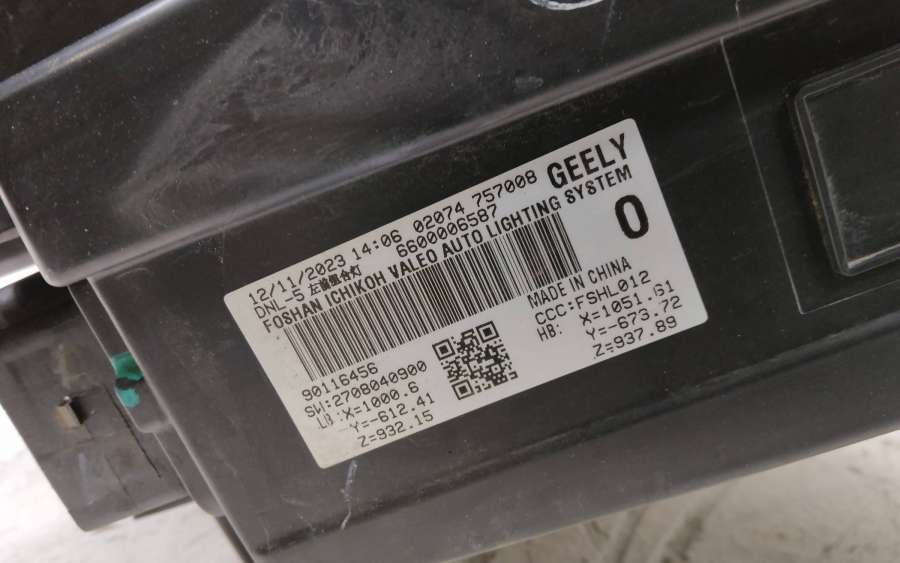 12/11/2023 14:06 02074 757008
GEELY
DNL-5 左前组合灯 6600006587
FOSHAN ICHIKOH VALEO AUTO LIGHTING SYSTEM
0
90116456
SW:2708040900
LB:X=1000.6
Y=-612.41
Z=932.15
MADE IN CHINA
CCC:FSHL012
HB: X=1051.61
Y=-673.72
Z=937.89